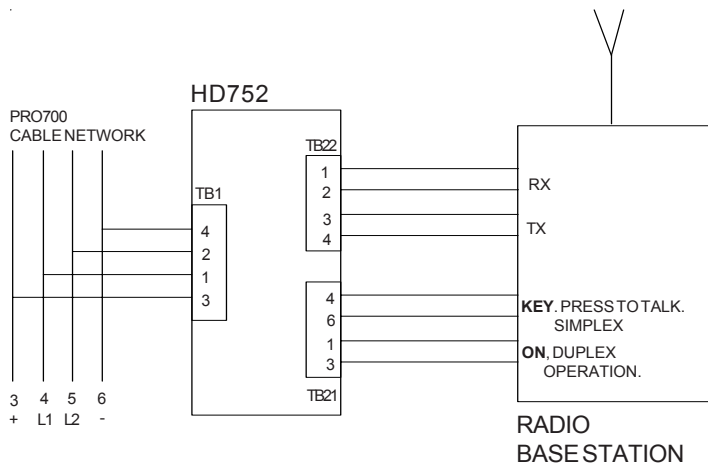 HD752
PRO700
CABLE NETWORK
TB22
1
2
3
4
RX
TX
TB1
4
2
1
3
4
6
1
3
TB21
KEY. PRESS TO TALK.
SIMPLEX
ON, DUPLEX
OPERATION.
3 4 5 6
+ L1 L2 -
RADIO
BASE STATION